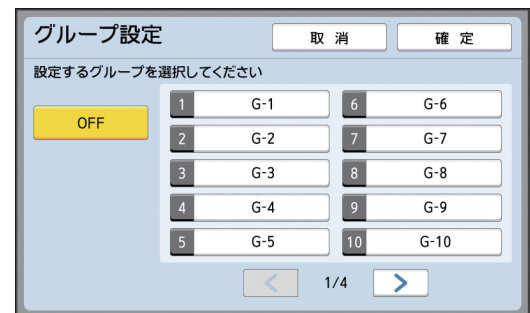 グループ設定
取 消
確 定
設定するグループを選択してください
OFF
1 G-1
2 G-2
3 G-3
4 G-4
5 G-5
6 G-6
7 G-7
8 G-8
9 G-9
10 G-10
1/4